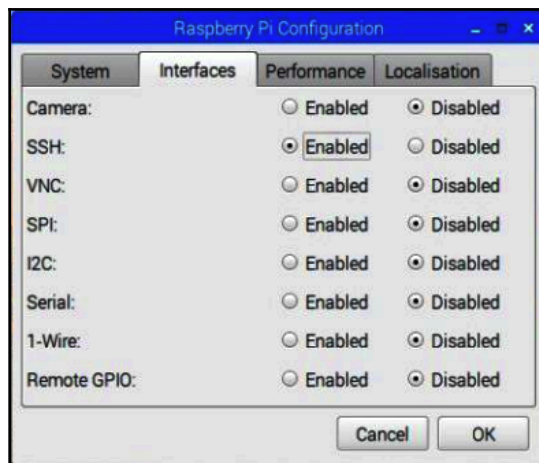 Raspberry Pi Configuration
System Interfaces Performance Localisation
Camera: Enabled Disabled
SSH: Enabled Disabled
VNC: Enabled Disabled
SPI: Enabled Disabled
I2C: Enabled Disabled
Serial: Enabled Disabled
1-Wire: Enabled Disabled
Remote GPIO: Enabled Disabled
Cancel OK